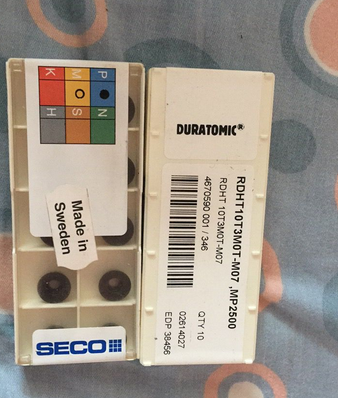 P M K
N S H
Made in
Sweden
SECO
DURATOMIC®
RDHT10T3M0T-M07 ,MP2500
RDHT 10T3M0T-M07
4670590 001 / 346
QTY 10
02614027
EDP 38456